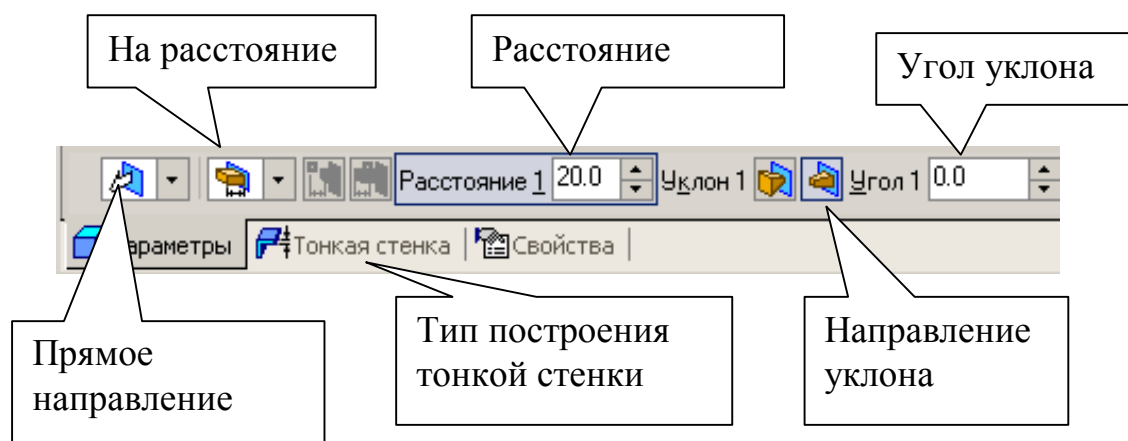 На расстояние
Расстояние
Угол уклона
Расстояние 1 20.0 Уклон 1 Угол 1 0.0
Тонкая стенка Свойства
Прямое
направление
Тип построения
тонкой стенки
Направление
уклона